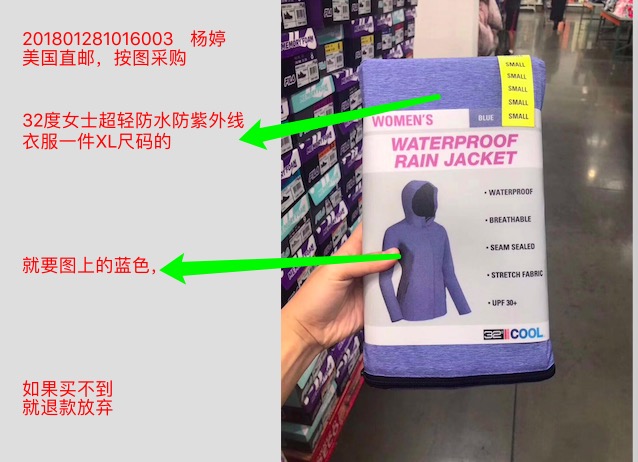 201801281016003 杨婷
美国直邮，按图采购
32度女士超轻防水防紫外线
衣服一件XL尺码的
就要图上的蓝色，
如果买不到
就退款放弃
SMALL
SMALL
SMALL
SMALL
SMALL
WOMEN'S
BLUE
WATERPROOF
RAIN JACKET
• WATERPROOF
• BREATHABLE
• SEAM SEALED
• STRETCH FABRIC
• UPF 30+
32 COOL
MEMORY FOAM
FILA